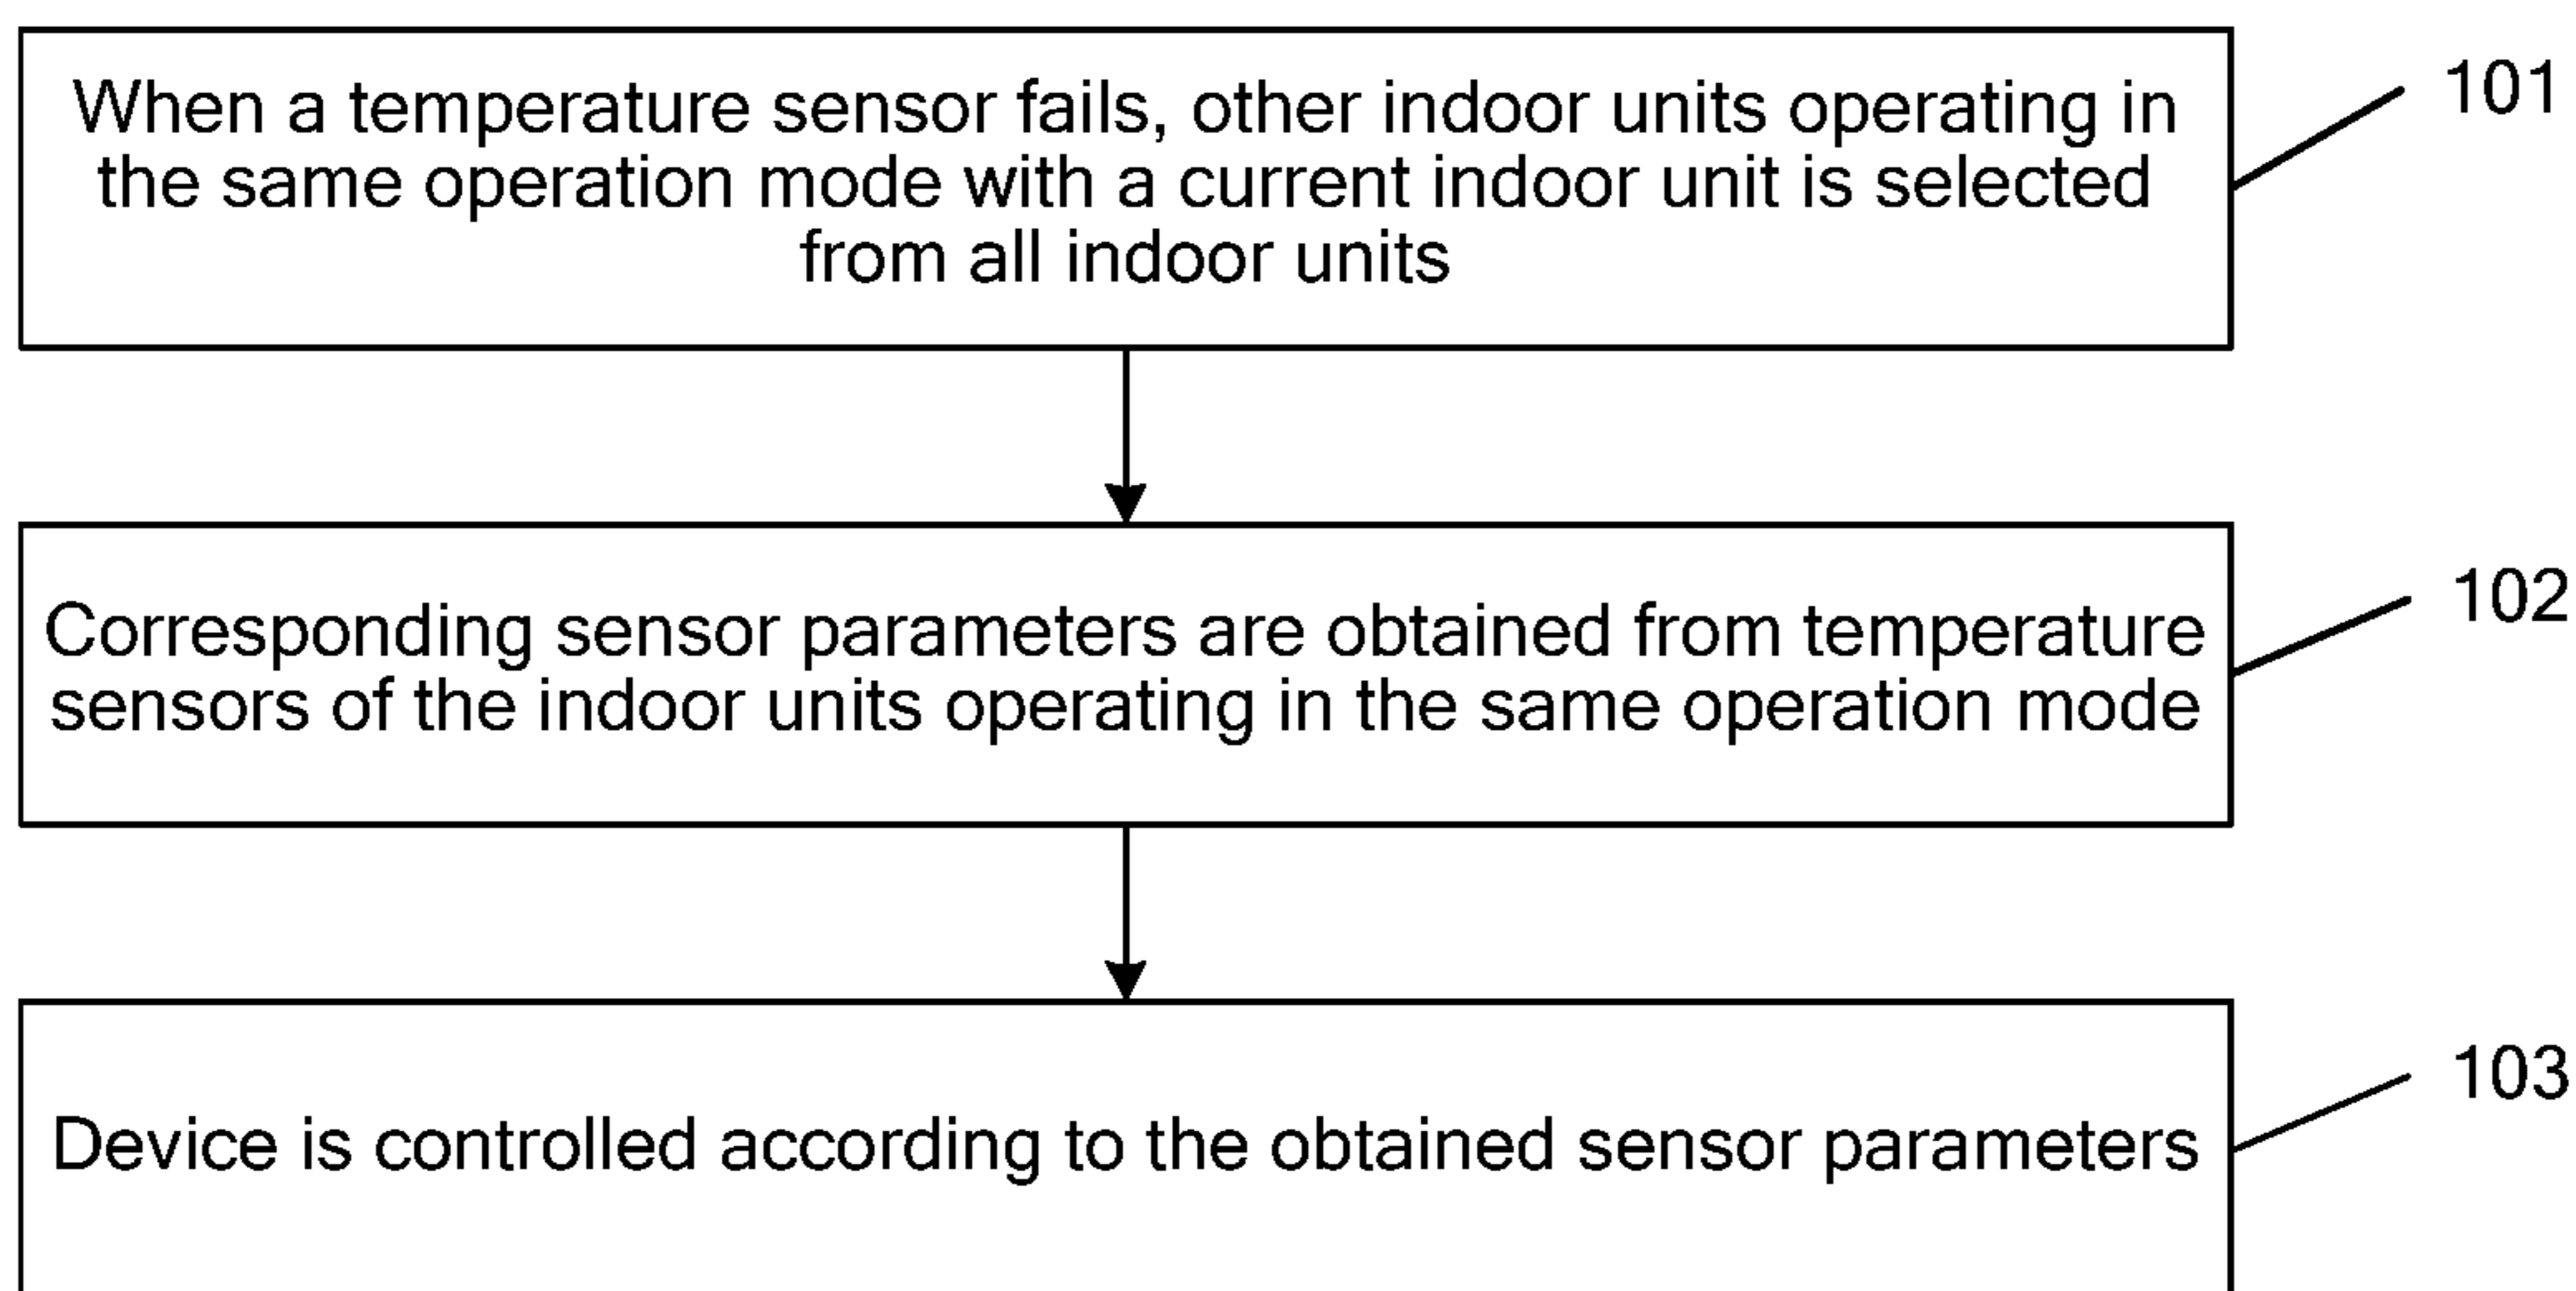 When a temperature sensor fails, other indoor units operating in
the same operation mode with a current indoor unit is selected
from all indoor units
101
Corresponding sensor parameters are obtained from temperature
sensors of the indoor units operating in the same operation mode
102
Device is controlled according to the obtained sensor parameters
103